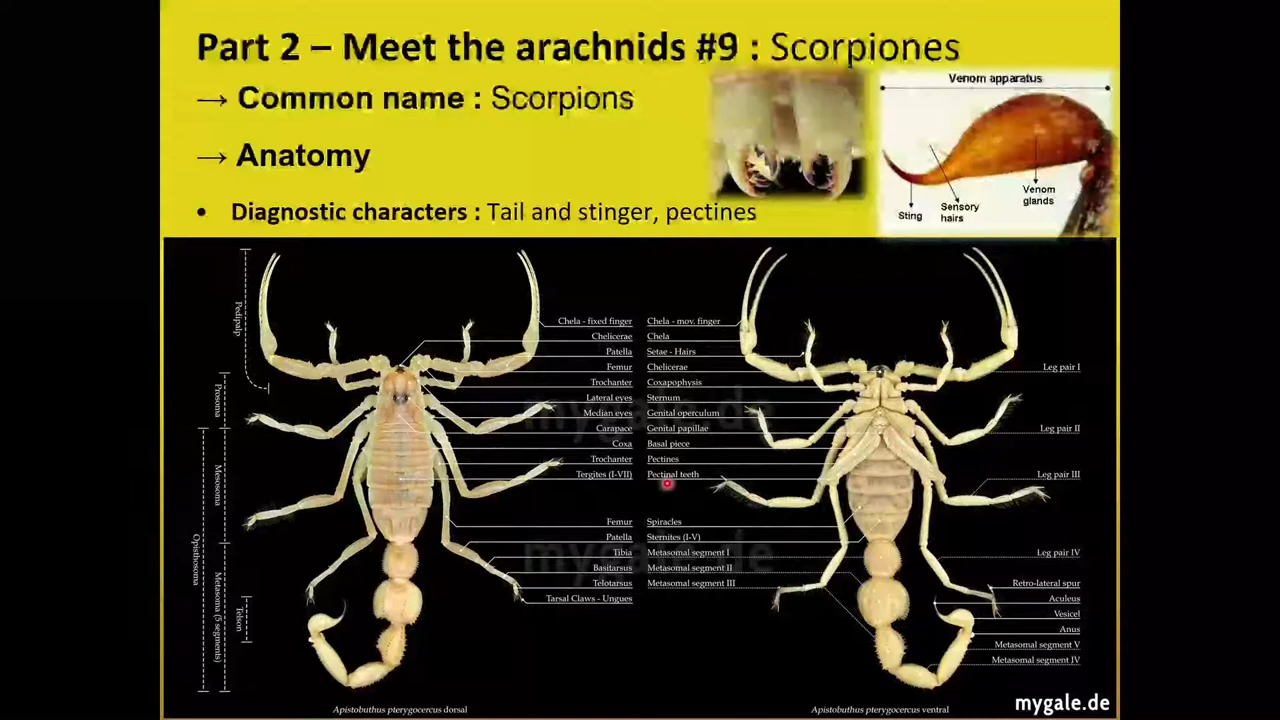 Part 2 – Meet the arachnids #9 : Scorpiones
→ Common name : Scorpions
→ Anatomy
• Diagnostic characters : Tail and stinger, pectines
Venom apparatus
Sting
Sensory
hairs
Venom
glands
Pedipalp
Prosoma
Mesosoma
Opisthosoma
Metasoma (5 segments)
Telson
Chela - fixed finger
Chelicerae
Patella
Femur
Trochanter
Lateral eyes
Median eyes
Carapace
Coxa
Trochanter
Tergites (I-VII)
Femur
Patella
Tibia
Basitarsus
Telotarsus
Tarsal Claws - Ungues
Chela - mov. finger
Chela
Setae - Hairs
Chelicerae
Coxapophysis
Sternum
Genital operculum
Genital papillae
Basal piece
Pectines
Pectinal teeth
Spiracles
Sternites (I-V)
Metasomal segment I
Metasomal segment II
Metasomal segment III
Leg pair I
Leg pair II
Leg pair III
Leg pair IV
Retro-lateral spur
Aculeus
Vesicel
Anus
Metasomal segment V
Metasomal segment IV
mygale.de
mygale.de
Apistobuthus pterygocercus dorsal
Apistobuthus pterygocercus ventral
mygale.de